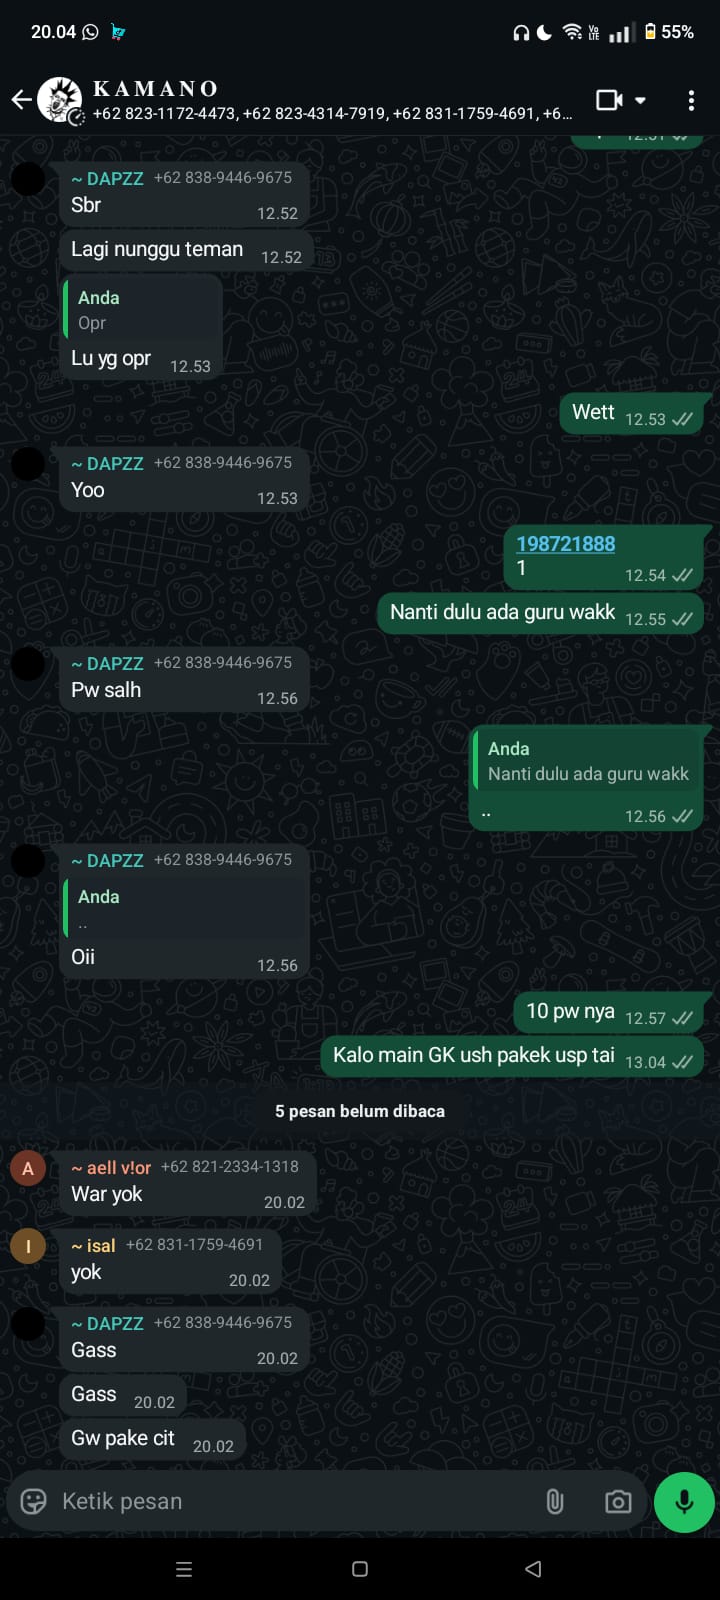 20.04
Vo
LTE
55%
K A M A N O
+62 823-1172-4473, +62 823-4314-7919, +62 831-1759-4691, +6...
12.51
~ DAPZZ +62 838-9446-9675
Sbr
12.52
Lagi nunggu teman 12.52
Anda
Opr
Lu yg opr 12.53
Wett 12.53
~ DAPZZ +62 838-9446-9675
Yoo
12.53
198721888
1
12.54
Nanti dulu ada guru wakk 12.55
~ DAPZZ +62 838-9446-9675
Pw salh
12.56
Anda
Nanti dulu ada guru wakk
..
12.56
~ DAPZZ +62 838-9446-9675
Anda
..
Oii
12.56
10 pw nya 12.57
Kalo main GK ush pakek usp tai 13.04
5 pesan belum dibaca
A
~ aell v!or +62 821-2334-1318
War yok
20.02
I
~ isal +62 831-1759-4691
yok
20.02
~ DAPZZ +62 838-9446-9675
Gass
20.02
Gass 20.02
Gw pake cit 20.02
Ketik pesan